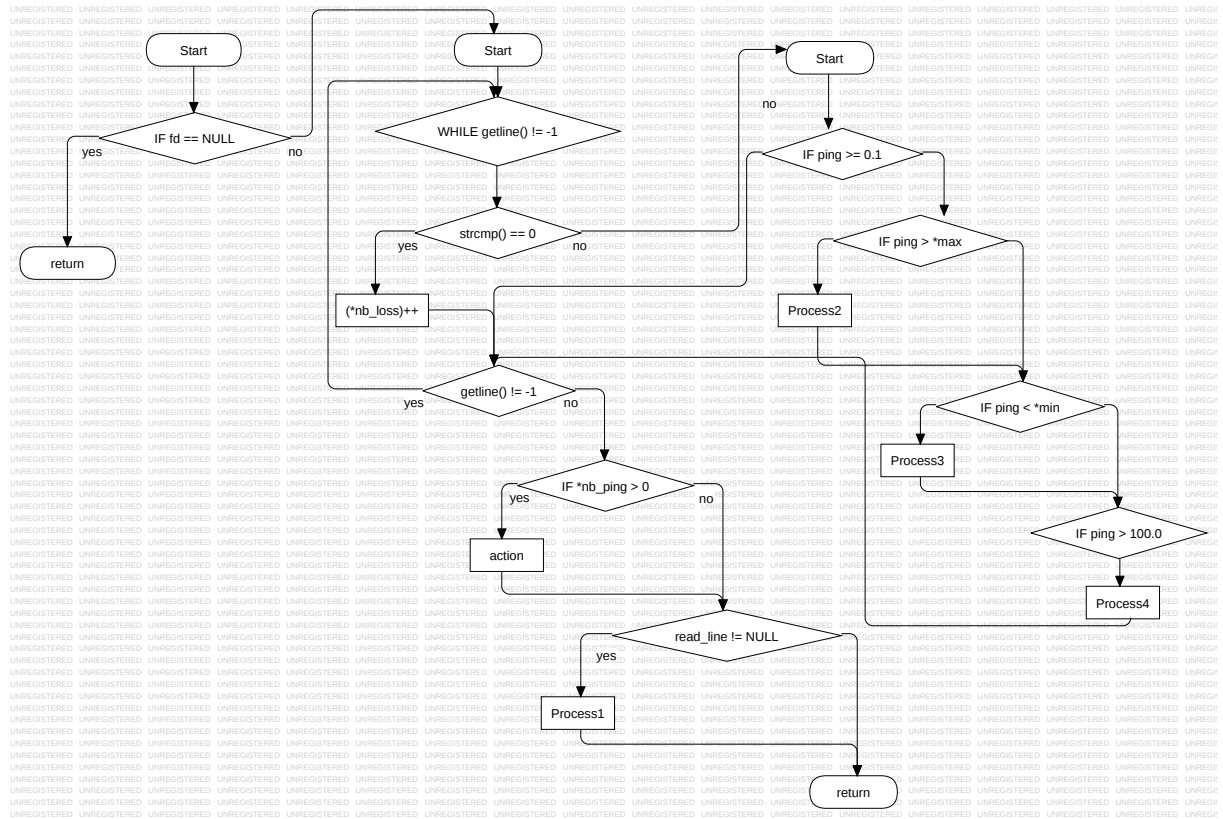 Start
Start
Start
no
IF fd == NULL
WHILE getline() != -1
yes
no
IF ping >= 0.1
strcmp() == 0
yes
no
IF ping > *max
return
(*nb_loss)++
Process2
getline() != -1
yes
no
IF ping < *min
Process3
IF *nb_ping > 0
yes
no
IF ping > 100.0
action
Process4
read_line != NULL
yes
Process1
return
UNREGISTERED